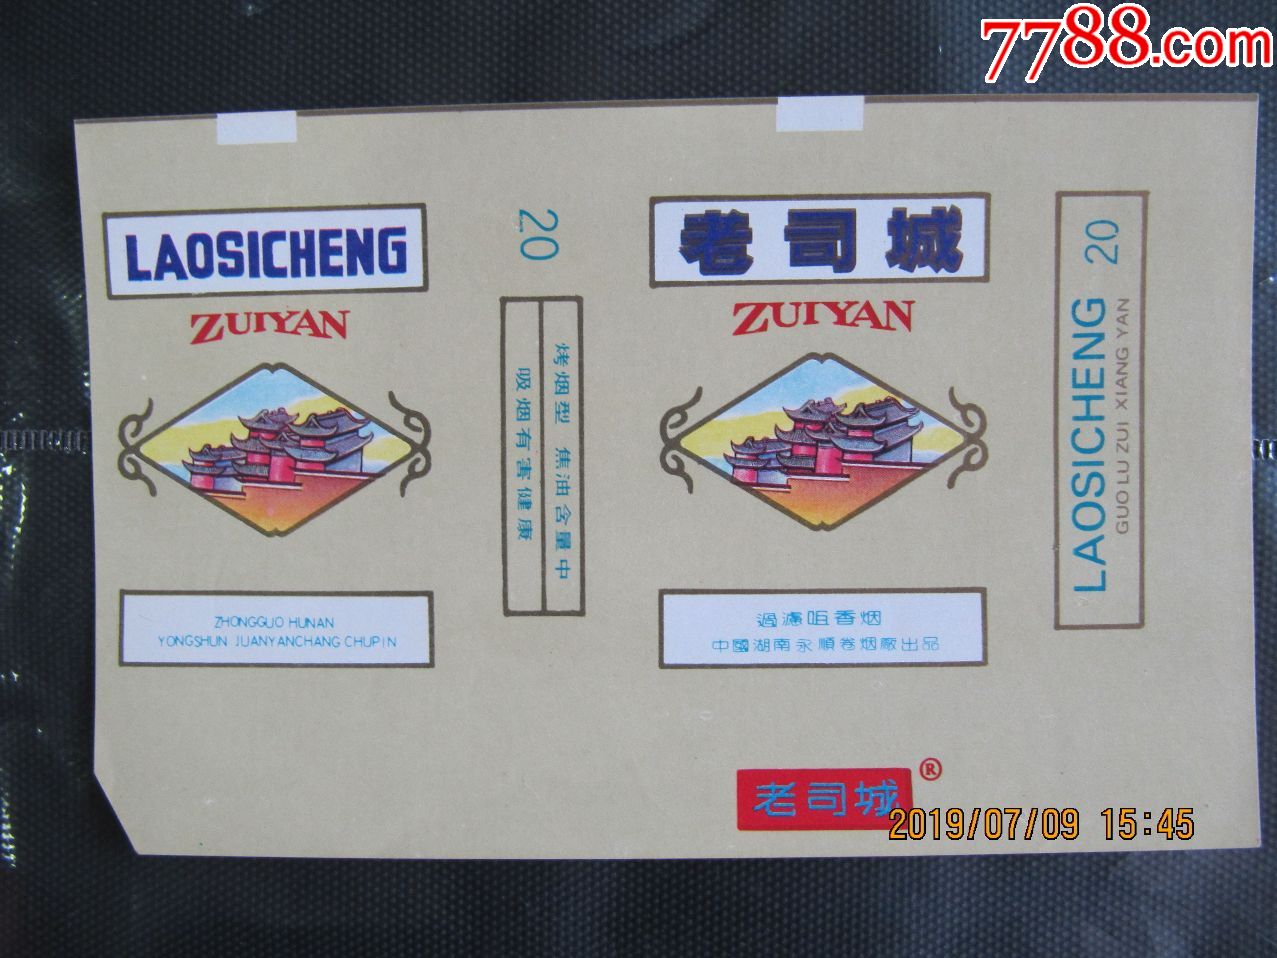 7788.com
LAOSICHENG
ZUIYAN
ZHONGGUO HUNAN
YONGSHUN JUANYANCHANG CHUPIN
20
烤烟型 焦油含量中
吸烟有害健康
老司城
ZUIYAN
過濾咀香烟
中國湖南永順卷烟廠出品
LAOSICHENG 20
GUO LU ZUI XIANG YAN
老司城®
2019/07/09 15:45